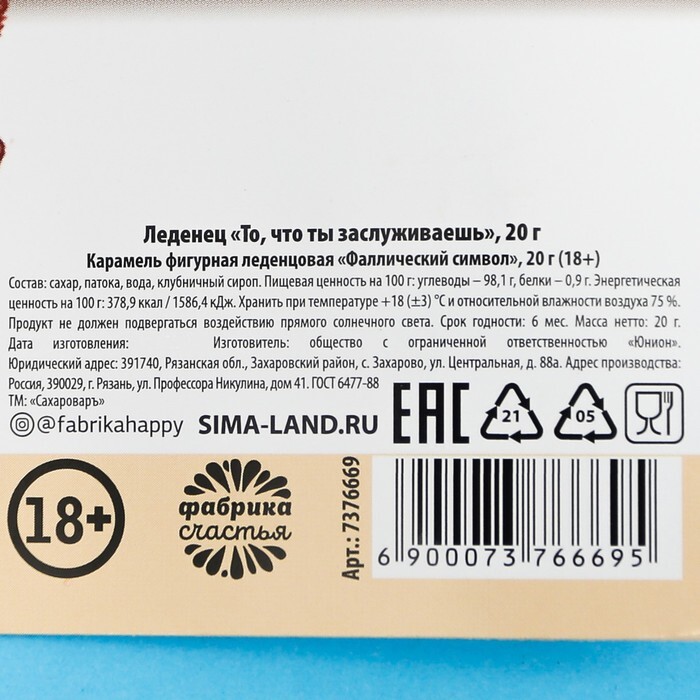 Леденец «То, что ты заслуживаешь», 20 г
Карамель фигурная леденцовая «Фаллический символ», 20 г (18+)
Состав: сахар, патока, вода, клубничный сироп. Пищевая ценность на 100 г: углеводы – 98,1 г, белки – 0,9 г. Энергетическая
ценность на 100 г: 378,9 ккал / 1586,4 кДж. Хранить при температуре +18 (±3) °С и относительной влажности воздуха 75 %.
Продукт не должен подвергаться воздействию прямого солнечного света. Срок годности: 6 мес. Масса нетто: 20 г.
Дата изготовления: Изготовитель: общество с ограниченной ответственностью «Юнион».
Юридический адрес: 391740, Рязанская обл., Захаровский район, с. Захарово, ул. Центральная, д. 88а. Адрес производства:
Россия, 390029, г. Рязань, ул. Профессора Никулина, дом 41. ГОСТ 6477-88
ТМ: «Сахароваръ»
@fabrikahappy SIMA-LAND.RU
EAC 21 05
18+
фабрика
счастья
Арт.: 7376669
6 900073 766695